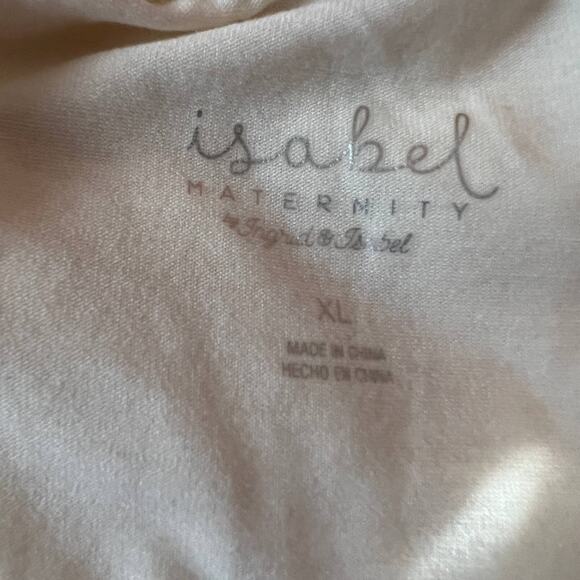 isabel
MATERNITY
by Ingrid & Isabel
XL
MADE IN CHINA
HECHO EN CHINA